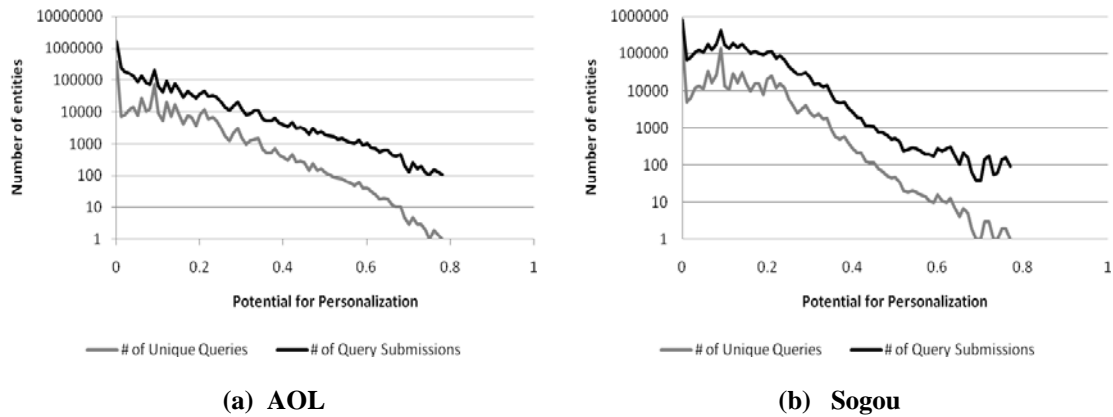 10000000
1000000
100000
10000
1000
100
10
1
Number of entities
0
0.2
0.4
0.6
0.8
1
Potential for Personalization
# of Unique Queries
# of Query Submissions
(a) AOL
1000000
100000
10000
1000
100
10
1
Number of entities
0
0.2
0.4
0.6
0.8
1
Potential for Personalization
# of Unique Queries
# of Query Submissions
(b) Sogou